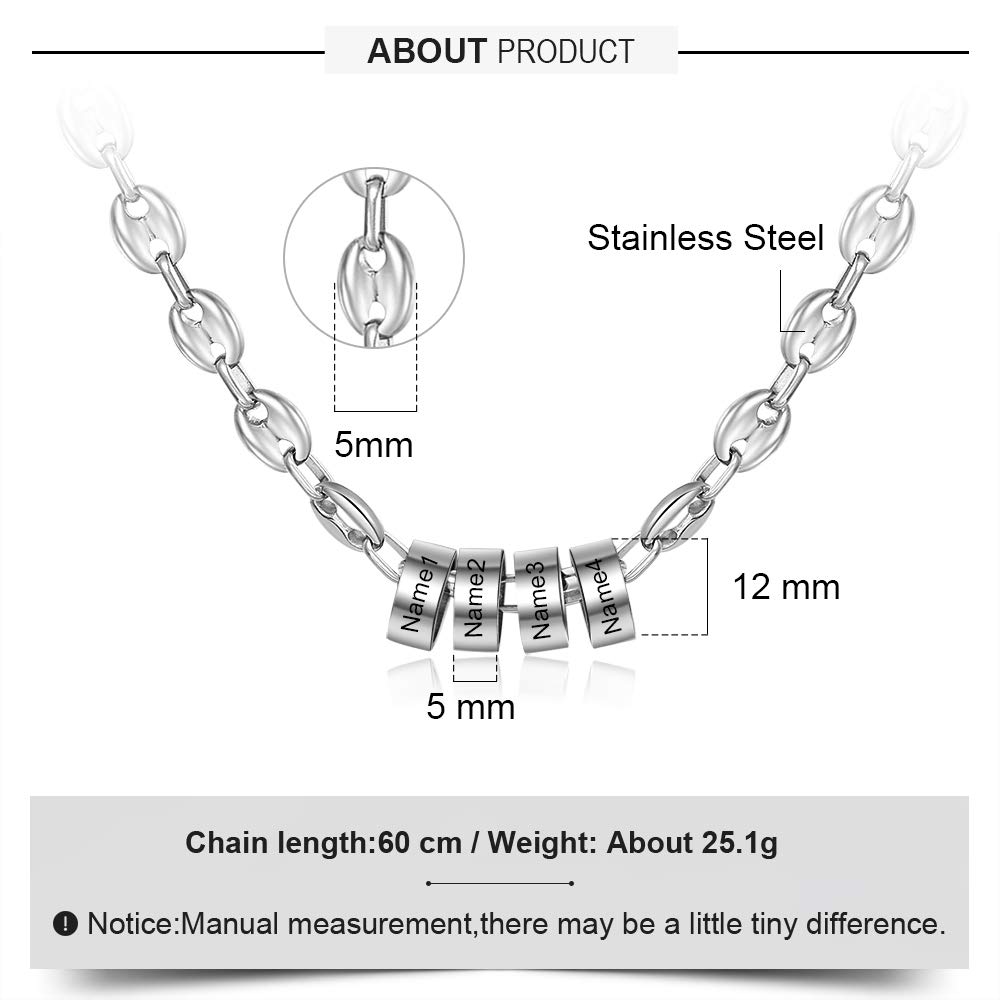 ABOUT PRODUCT
Stainless Steel
5mm
Name1
Name2
Name3
Name4
12 mm
5 mm
Chain length:60 cm / Weight: About 25.1g
Notice:Manual measurement,there may be a little tiny difference.